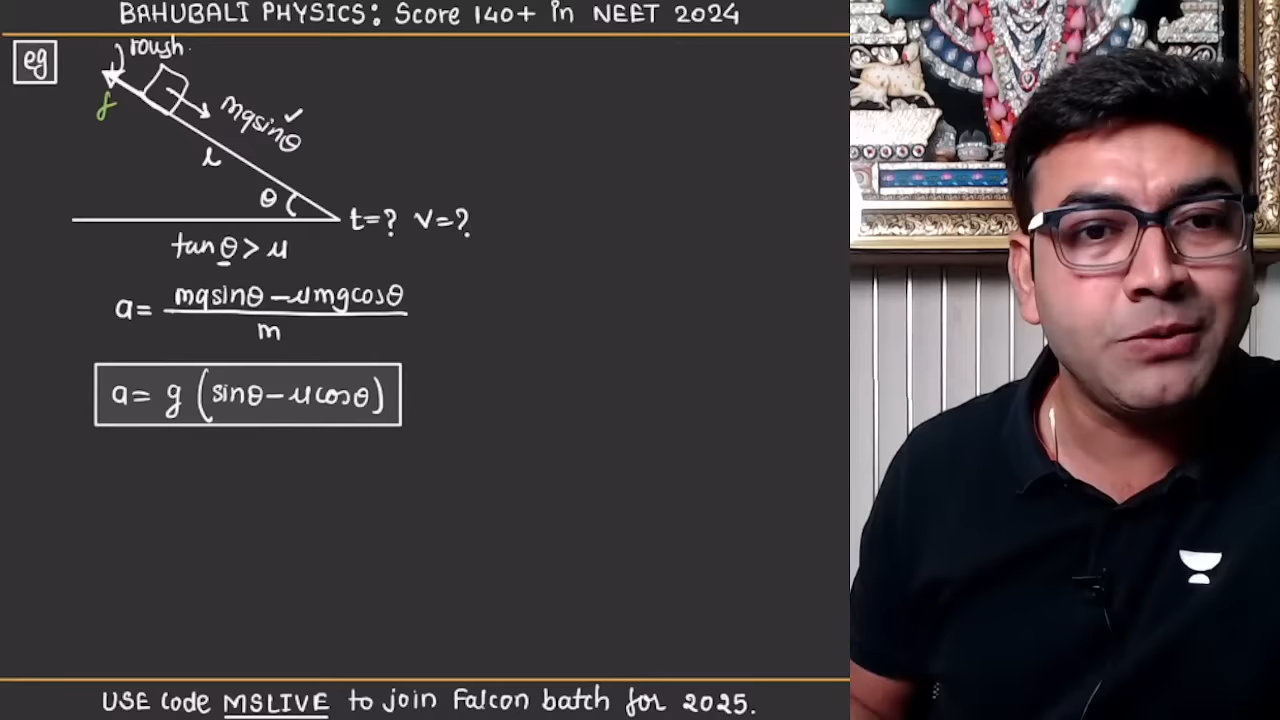 BAHUBALI PHYSICS: Score 140+ in NEET 2024
eg
rough
f
mgsinθ
l
θ
t=? v=?
tanθ > μ
a= mgsinθ - μmgcosθ
m
a= g (sinθ - μcosθ)
USE Code MSLIVE to join Falcon batch for 2025.